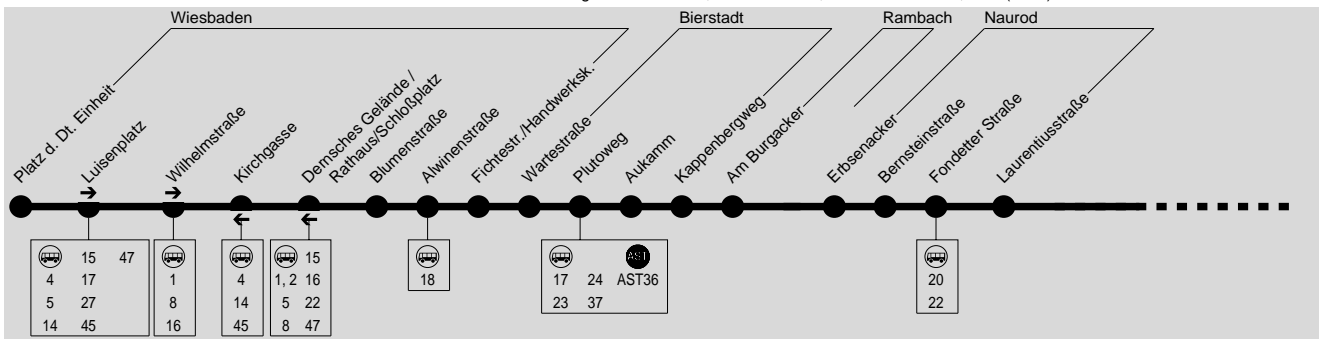 Wiesbaden
Bierstadt
Rambach
Naurod
Platz d. Dt. Einheit
Luisenplatz
Wilhelmstraße
Kirchgasse
Dernsches Gelände /
Rathaus/Schloßplatz
Blumenstraße
Alwinenstraße
Fichtestr./Handwerksk.
Wartestraße
Plutoweg
Aukamm
Kappenbergweg
Am Burgacker
Erbsenacker
Bernsteinstraße
Fondetter Straße
Laurentiusstraße
15 47
4 17
5 27
14 45
1
8
16
4
14
45
15
1, 2 16
5 22
8 47
18
AST
17 24 AST36
23 37
20
22